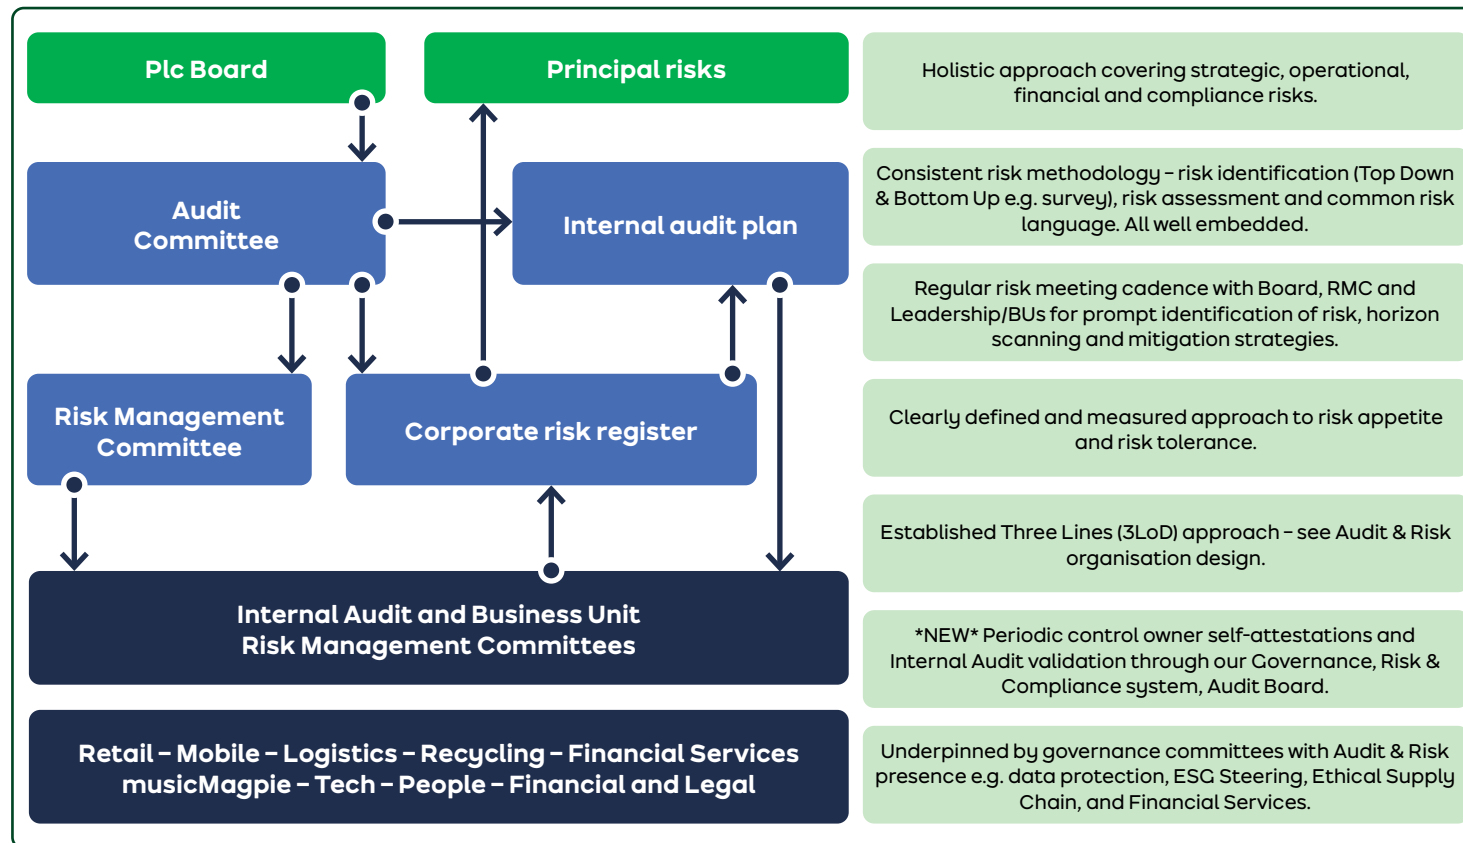 Plc Board
Principal risks
Holistic approach covering strategic, operational,
financial and compliance risks.
Audit
Committee
Internal audit plan
Consistent risk methodology – risk identification (Top Down
& Bottom Up e.g. survey), risk assessment and common risk
language. All well embedded.
Regular risk meeting cadence with Board, RMC and
Leadership/BUs for prompt identification of risk, horizon
scanning and mitigation strategies.
Risk Management
Committee
Corporate risk register
Clearly defined and measured approach to risk appetite
and risk tolerance.
Established Three Lines (3LoD) approach – see Audit & Risk
organisation design.
Internal Audit and Business Unit
Risk Management Committees
*NEW* Periodic control owner self-attestations and
Internal Audit validation through our Governance, Risk &
Compliance system, Audit Board.
Retail – Mobile – Logistics – Recycling – Financial Services
musicMagpie – Tech – People – Financial and Legal
Underpinned by governance committees with Audit & Risk
presence e.g. data protection, ESG Steering, Ethical Supply
Chain, and Financial Services.